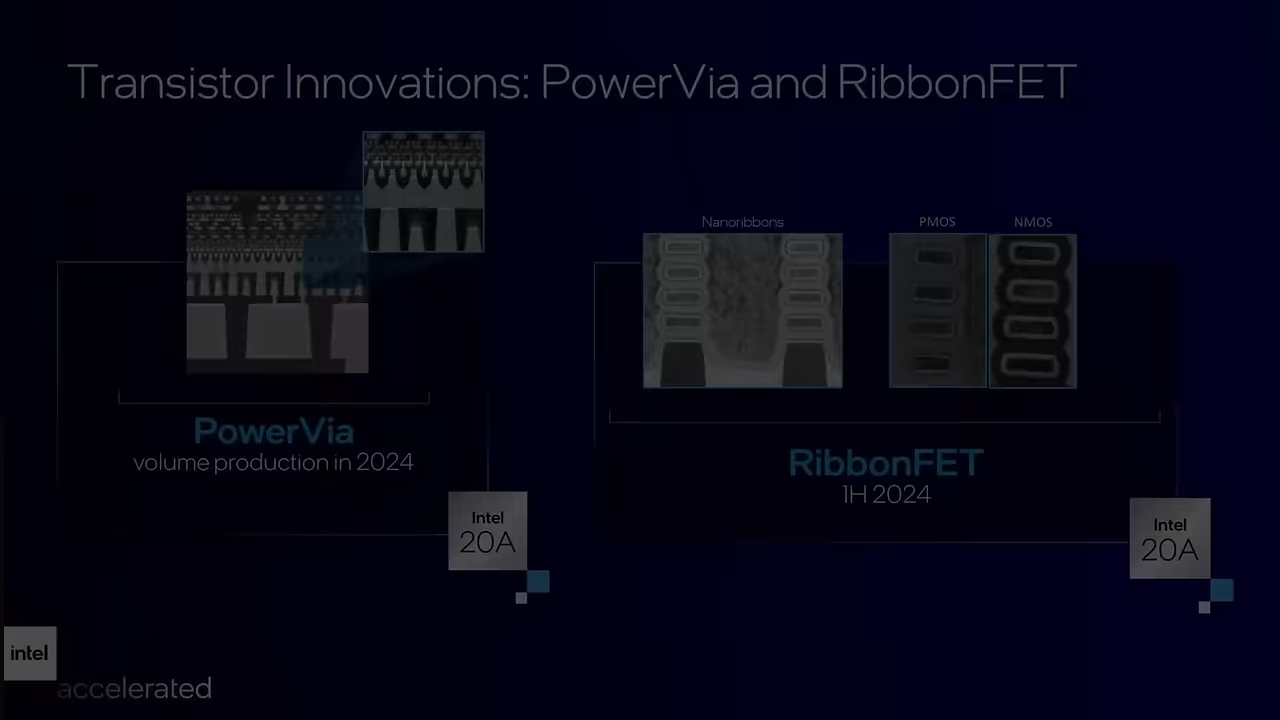 Transistor Innovations: PowerVia and RibbonFET
Nanoribbons
PMOS
NMOS
PowerVia
volume production in 2024
Intel
20A
RibbonFET
1H 2024
Intel
20A
intel
accelerated